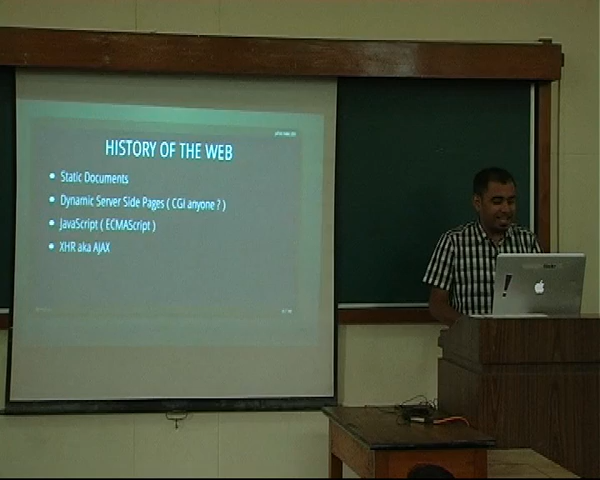 HISTORY OF THE WEB
Static Documents
Dynamic Server Side Pages ( CGI anyone ? )
JavaScript ( ECMAScript )
XHR aka AJAX